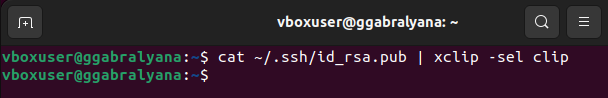 vboxuser@ggabralyana: ~
vboxuser@ggabralyana:~$ cat ~/.ssh/id_rsa.pub | xclip -sel clip
vboxuser@ggabralyana:~$